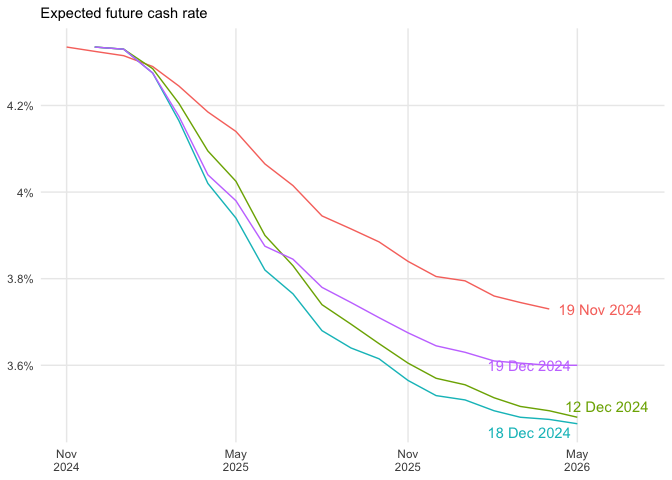 Expected future cash rate
4.2%
4%
3.8%
3.6%
19 Nov 2024
19 Dec 2024
12 Dec 2024
18 Dec 2024
Nov
2024
May
2025
Nov
2025
May
2026